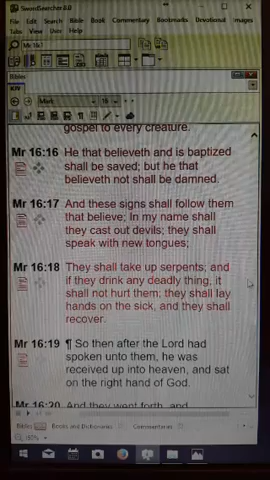 SwordSearcher 8.0
File Edit Search Bible Book Commentary Bookmarks Devotional Images
Tabs View User Help
Mr 16:1
Bibles
KJV
Mark 16
gospel to every creature.
Mr 16:16 He that believeth and is baptized
shall be saved; but he that
believeth not shall be damned.
Mr 16:17 And these signs shall follow them
that believe; In my name shall
they cast out devils; they shall
speak with new tongues;
Mr 16:18 They shall take up serpents; and
if they drink any deadly thing, it
shall not hurt them; they shall lay
hands on the sick, and they shall
recover.
Mr 16:19 ¶ So then after the Lord had
spoken unto them, he was
received up into heaven, and sat
on the right hand of God.
Mr 16:20 And they went forth, and
Bibles Books and Dictionaries Commentaries